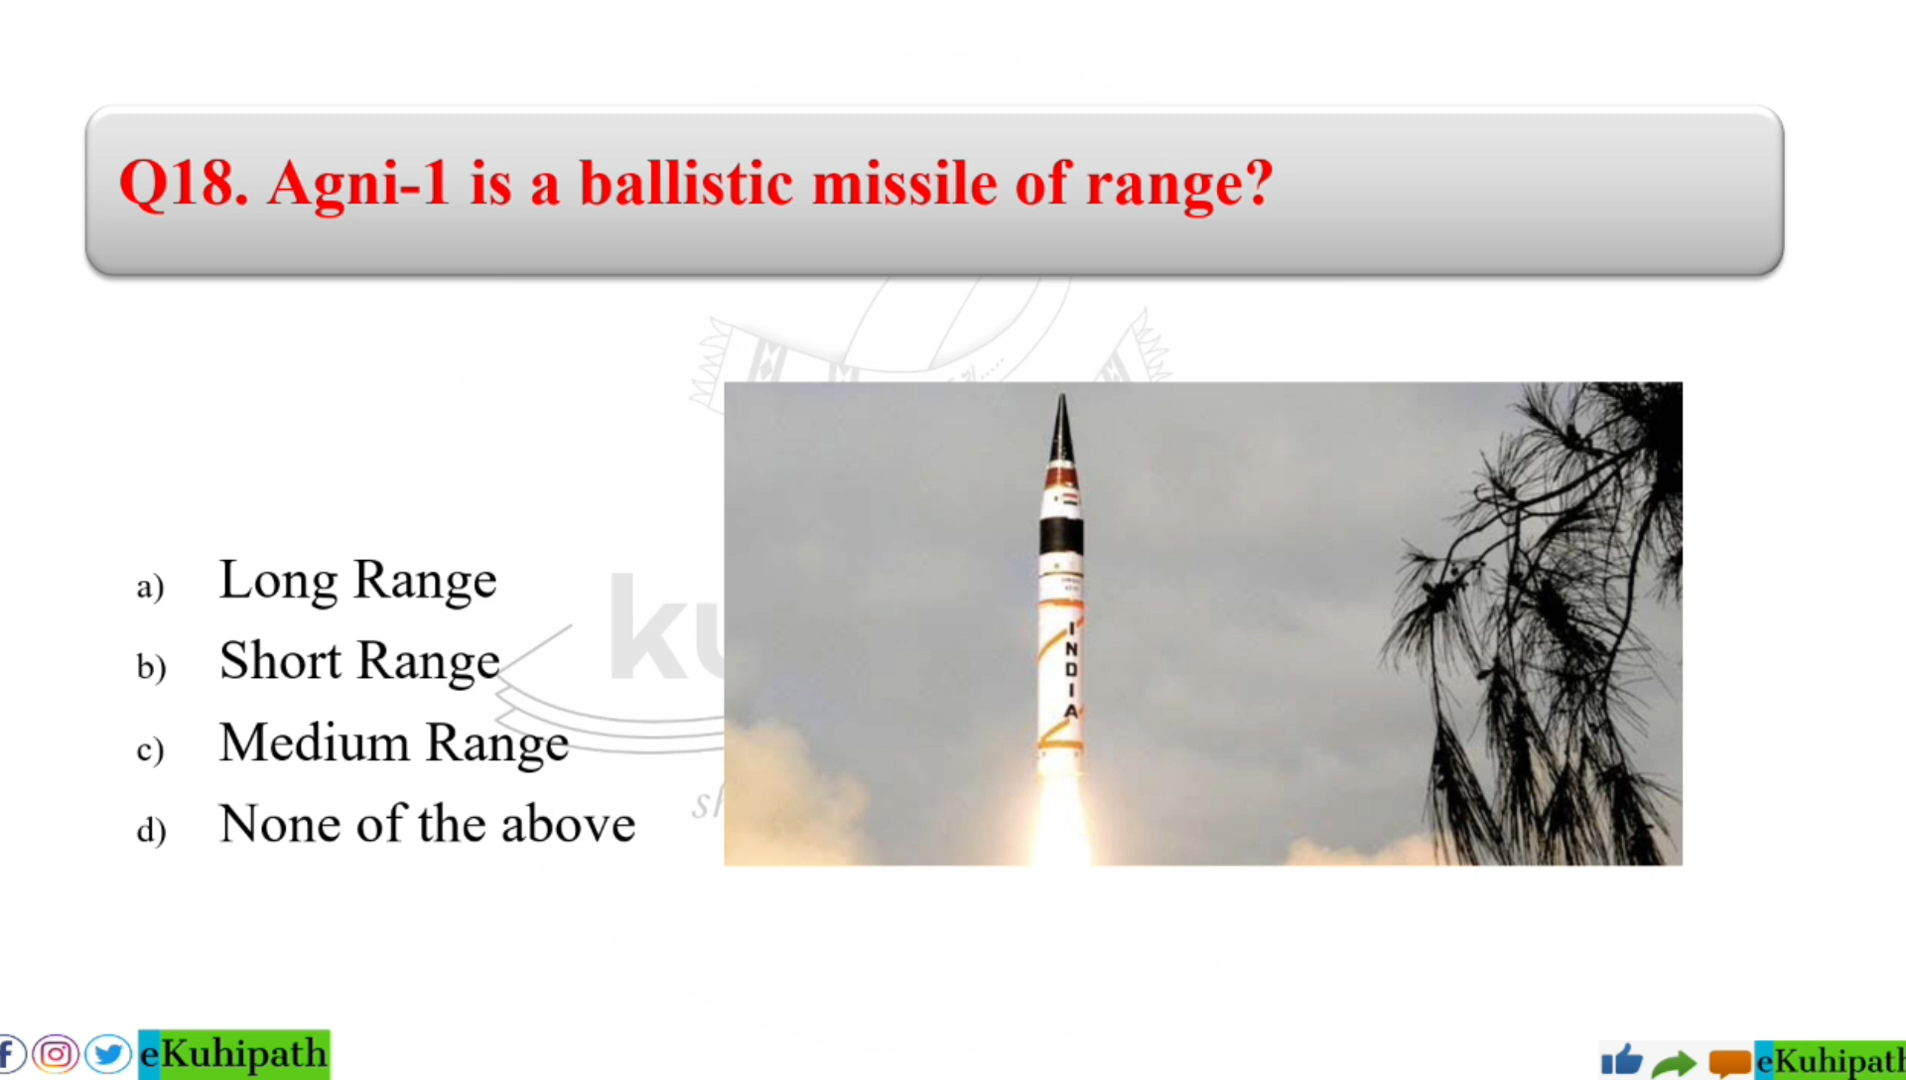 Q18. Agni-1 is a ballistic missile of range?
a) Long Range
b) Short Range
c) Medium Range
d) None of the above
ku
INDIA
eKuhipath
eKuhipath